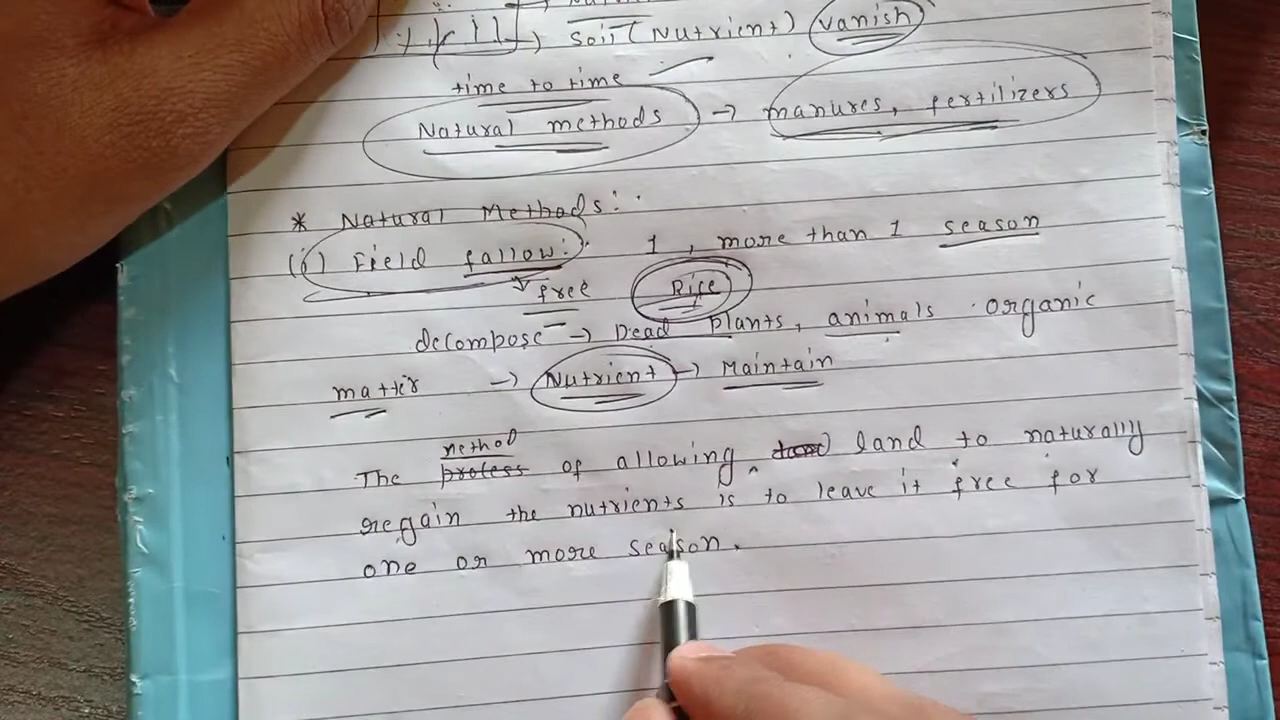 Soil (Nutrient) vanish
time to time
Natural methods → manures, fertilizers
* Natural Methods:
(i) Field fallow: 1, more than 1 season
free Rice
decompose → Dead plants, animals organic
matter → Nutrient → Maintain
method
The process of allowing land to naturally
regain the nutrients is to leave it free for
one or more season.